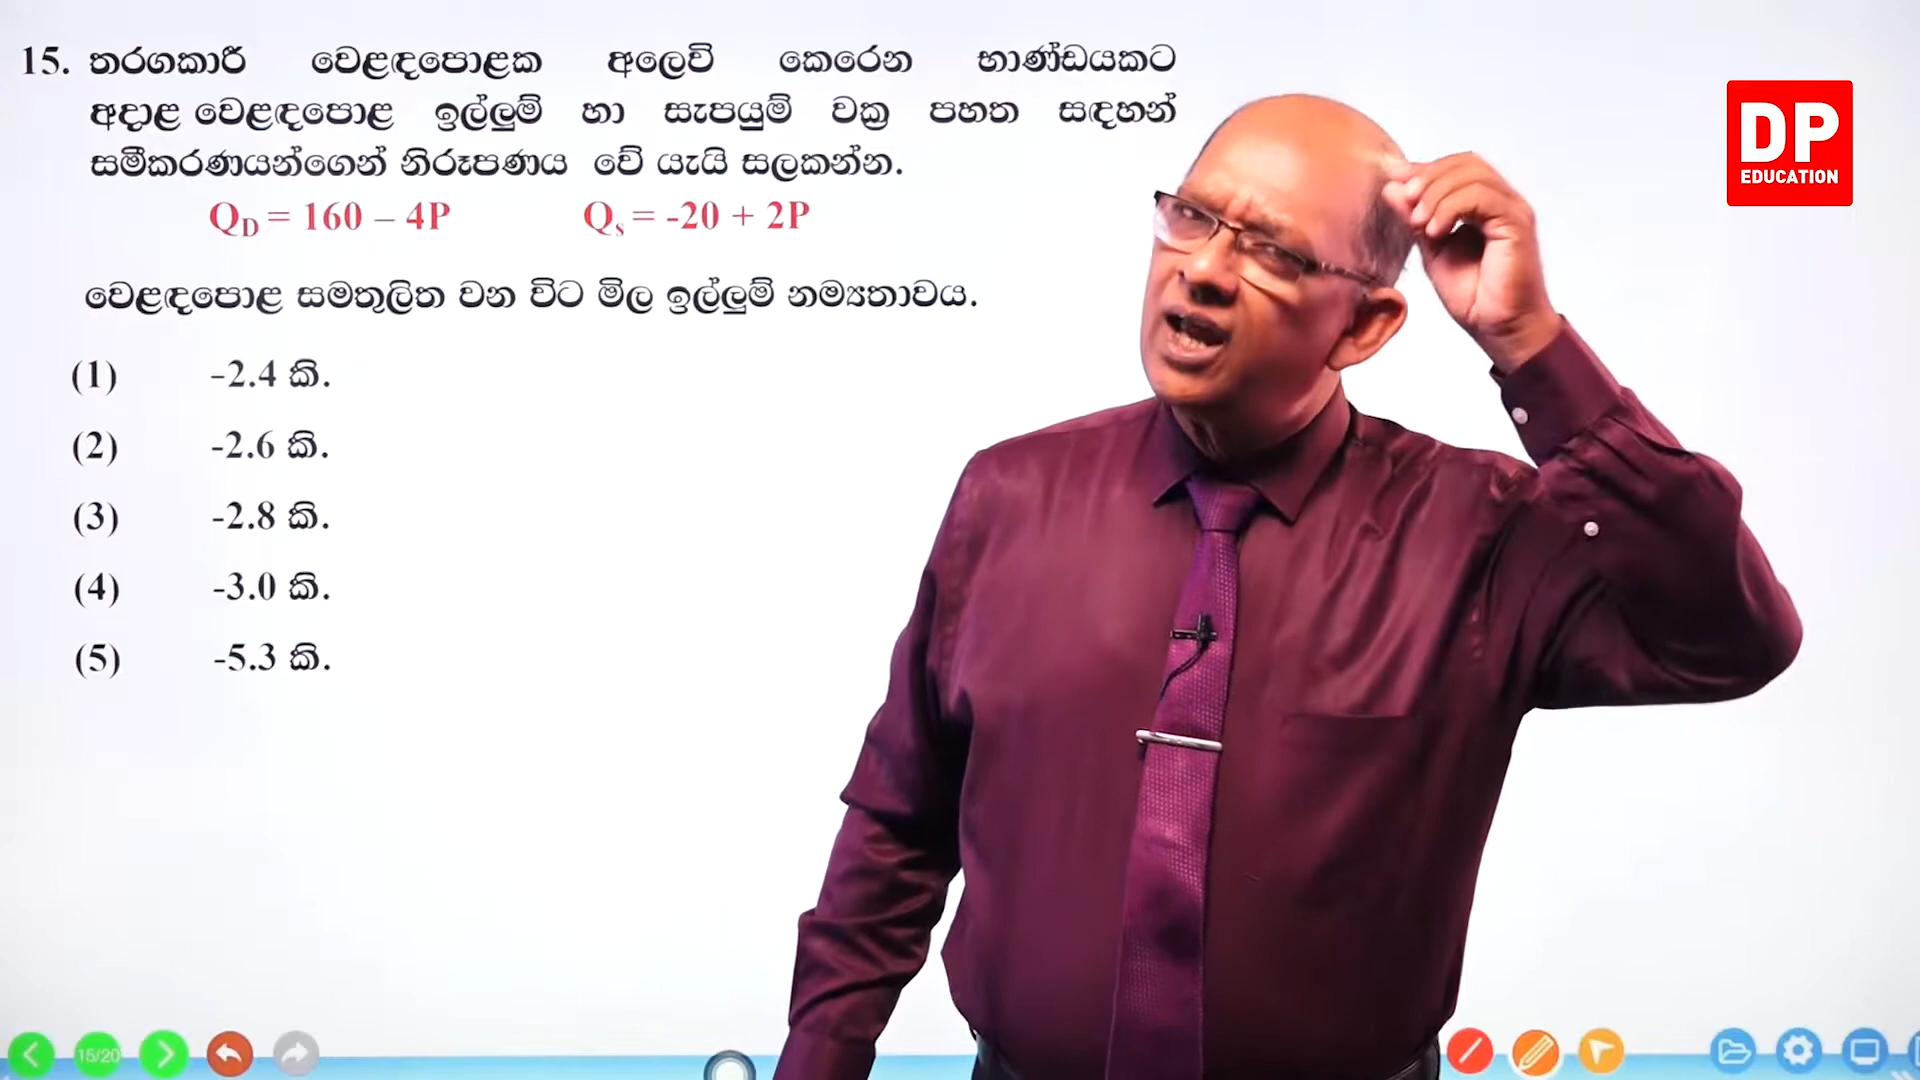 15. තරගකාරී වෙළඳපොළක අලෙවි කෙරෙන භාණ්ඩයකට
අදාළ වෙළඳපොළ ඉල්ලුම් හා සැපයුම් වක්‍ර පහත සඳහන්
සමීකරණයන්ගෙන් නිරූපණය වේ යැයි සලකන්න.
Q_D = 160 – 4P Q_s = -20 + 2P
වෙළඳපොළ සමතුලිත වන විට මිල ඉල්ලුම් නම්‍යතාවය.
(1) -2.4 කි.
(2) -2.6 කි.
(3) -2.8 කි.
(4) -3.0 කි.
(5) -5.3 කි.
DP
EDUCATION
15/20